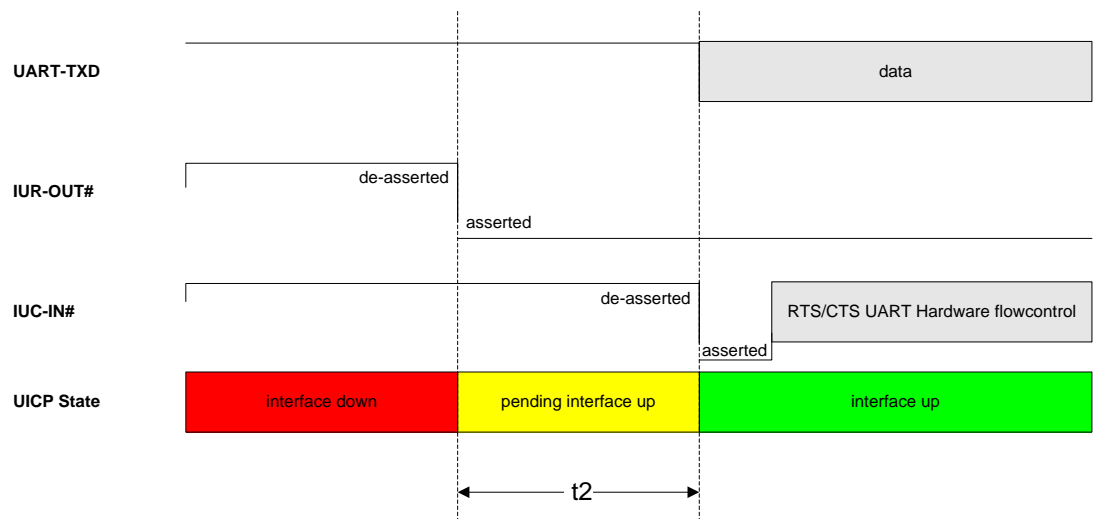 UART-TXD
data
IUR-OUT#
de-asserted
asserted
IUC-IN#
de-asserted
asserted
RTS/CTS UART Hardware flowcontrol
UICP State
interface down
pending interface up
interface up
t2